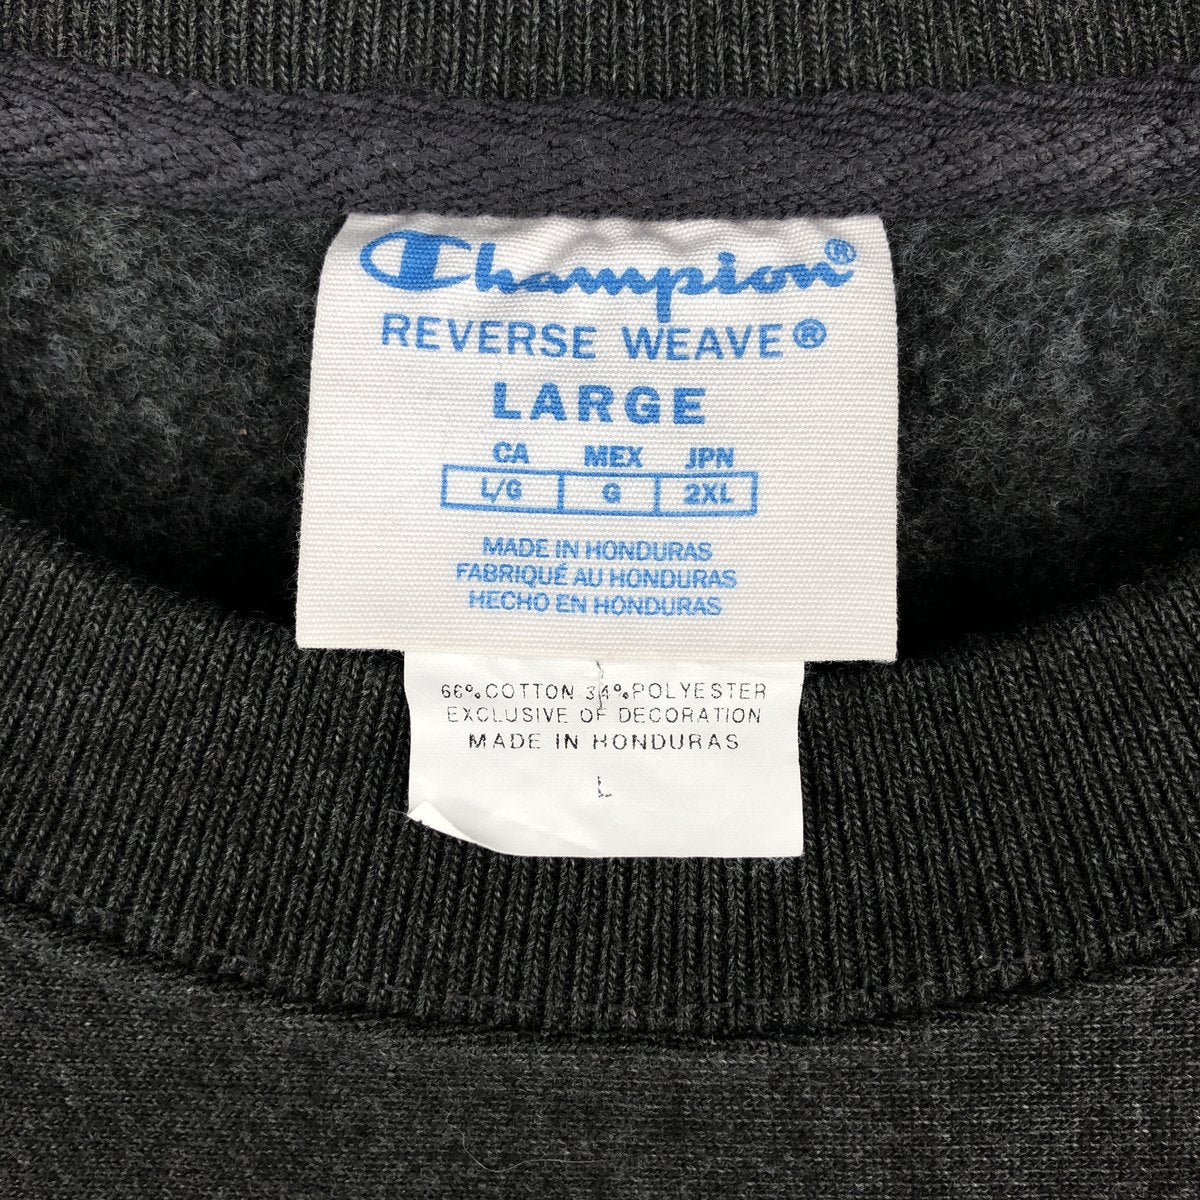 Champion®
REVERSE WEAVE®
LARGE
CA MEX JPN
L/G G 2XL
MADE IN HONDURAS
FABRIQUÉ AU HONDURAS
HECHO EN HONDURAS
66% COTTON 34% POLYESTER
EXCLUSIVE OF DECORATION
MADE IN HONDURAS
L